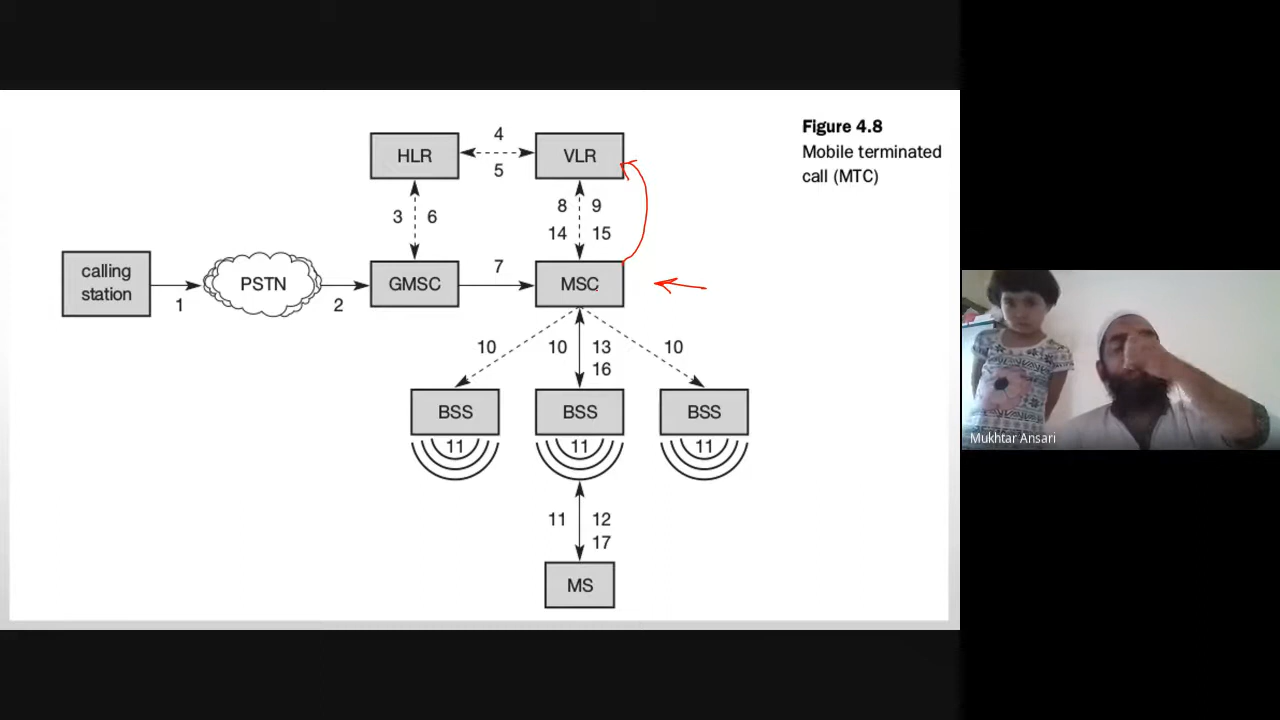 Figure 4.8
Mobile terminated
call (MTC)
HLR
4
5
VLR
3 6
8 9
14 15
calling
station
1
PSTN
2
GMSC
7
MSC
10
10 13
16
10
BSS
BSS
BSS
11
11
11
11 12
17
MS
Mukhtar Ansari